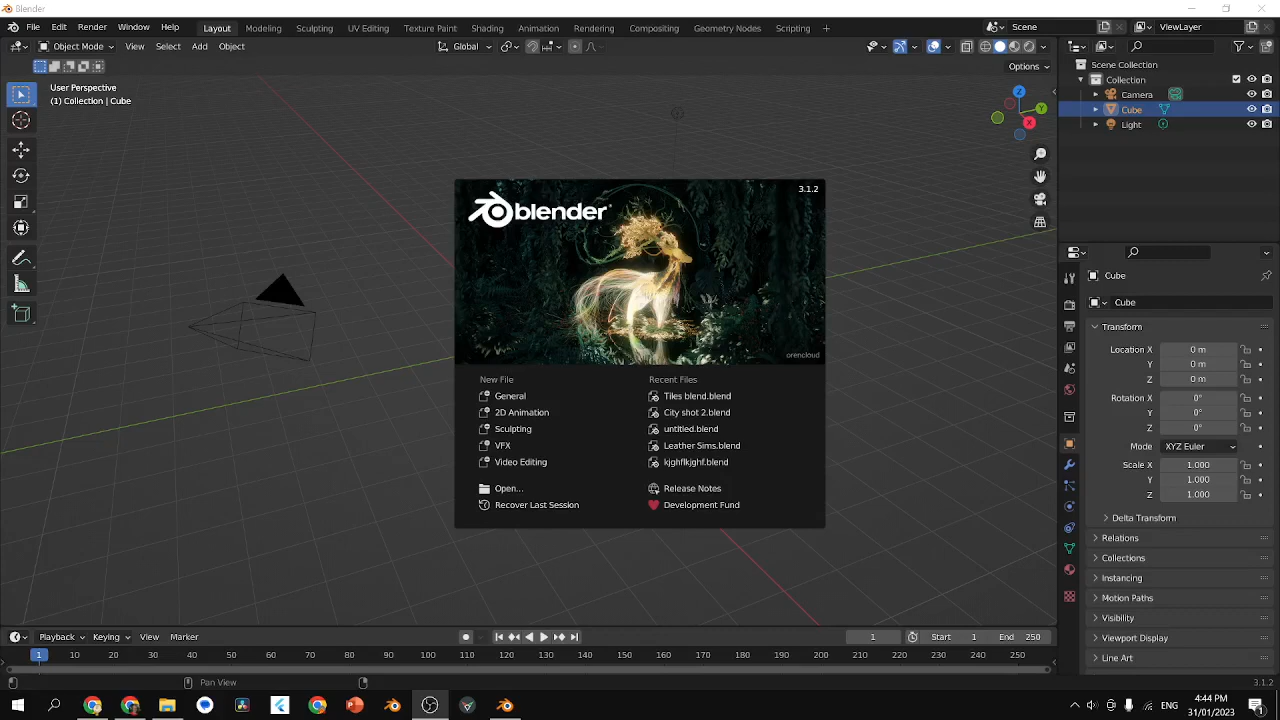 Blender
File Edit Render Window Help Layout Modeling Sculpting UV Editing Texture Paint Shading Animation Rendering Compositing Geometry Nodes Scripting + Scene ViewLayer
Object Mode View Select Add Object Global
Options
User Perspective
(1) Collection | Cube
Z
Y
X
Scene Collection
Collection
Camera
Cube
Light
3.1.2
blender
orencloud
New File
General
2D Animation
Sculpting
VFX
Video Editing
Open...
Recover Last Session
Recent Files
Tiles blend.blend
City shot 2.blend
untitled.blend
Leather Sims.blend
kjghflkjghf.blend
Release Notes
Development Fund
Cube
Cube
Transform
Location X 0 m
Y 0 m
Z 0 m
Rotation X 0°
Y 0°
Z 0°
Mode XYZ Euler
Scale X 1.000
Y 1.000
Z 1.000
Delta Transform
Relations
Collections
Instancing
Motion Paths
Visibility
Viewport Display
Line Art
Playback Keying View Marker 1 Start 1 End 250
1 10 20 30 40 50 60 70 80 90 100 110 120 130 140 150 160 170 180 190 200 210 220 230 240 250
Pan View 3.1.2
ENG 4:44 PM
31/01/2023